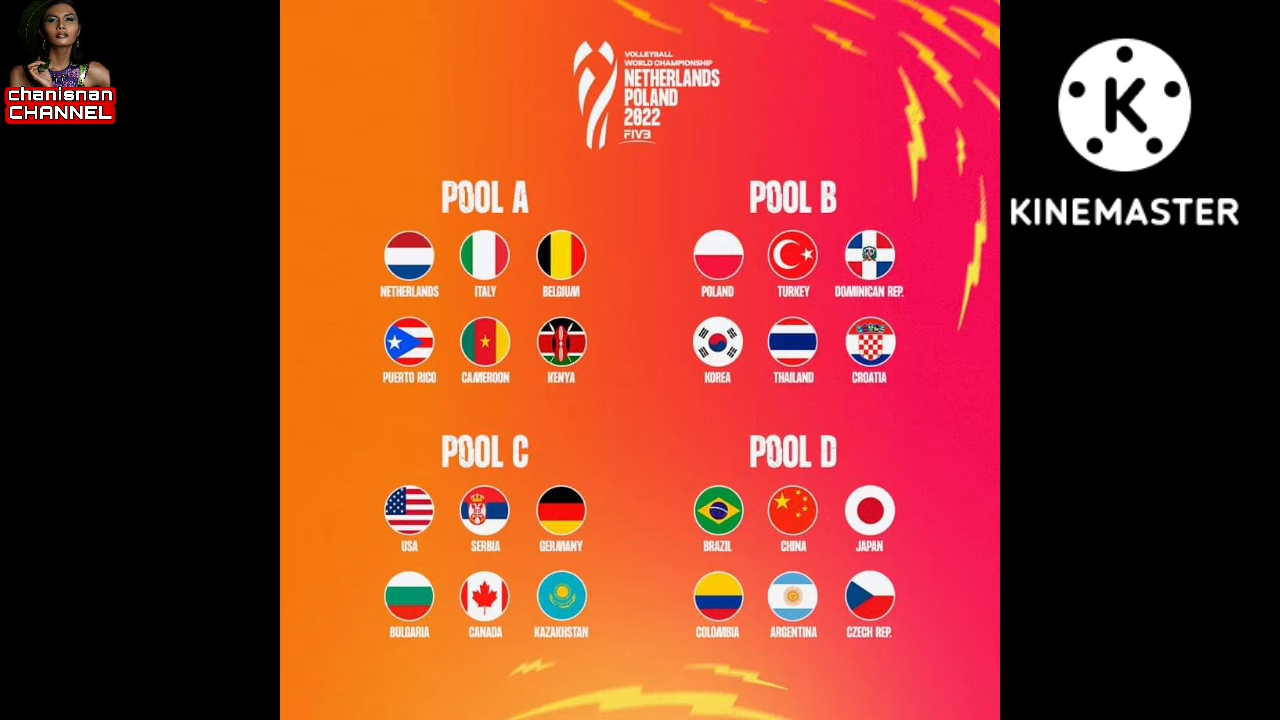 chanisnan
CHANNEL
VOLLEYBALL
WORLD CHAMPIONSHIP
NETHERLANDS
POLAND
2022
FIVB
K
KINEMASTER
POOL A
NETHERLANDS ITALY BELGIUM
PUERTO RICO CAMEROON KENYA
POOL B
POLAND TURKEY DOMINICAN REP.
KOREA THAILAND CROATIA
POOL C
USA SERBIA GERMANY
BULGARIA CANADA KAZAKHSTAN
POOL D
BRAZIL CHINA JAPAN
COLOMBIA ARGENTINA CZECH REP.